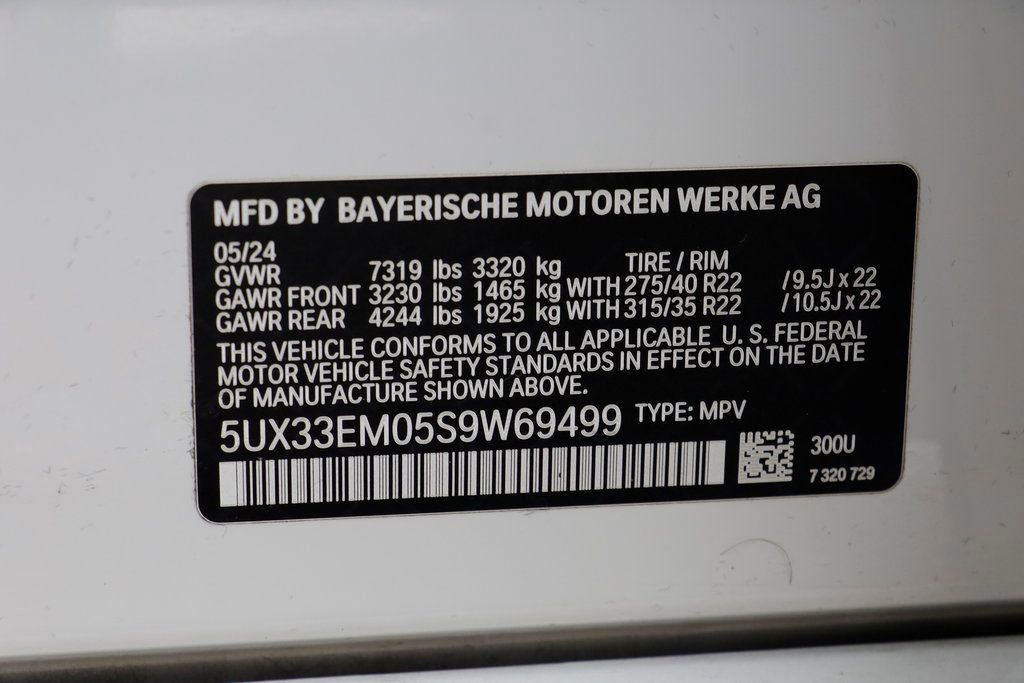 MFD BY BAYERISCHE MOTOREN WERKE AG
05/24 TIRE / RIM
GVWR 7319 lbs 3320 kg
GAWR FRONT 3230 lbs 1465 kg WITH 275/40 R22 /9.5J x 22
GAWR REAR 4244 lbs 1925 kg WITH 315/35 R22 /10.5J x 22
THIS VEHICLE CONFORMS TO ALL APPLICABLE U. S. FEDERAL
MOTOR VEHICLE SAFETY STANDARDS IN EFFECT ON THE DATE
OF MANUFACTURE SHOWN ABOVE.
5UX33EM05S9W69499 TYPE: MPV
300U
7 320 729